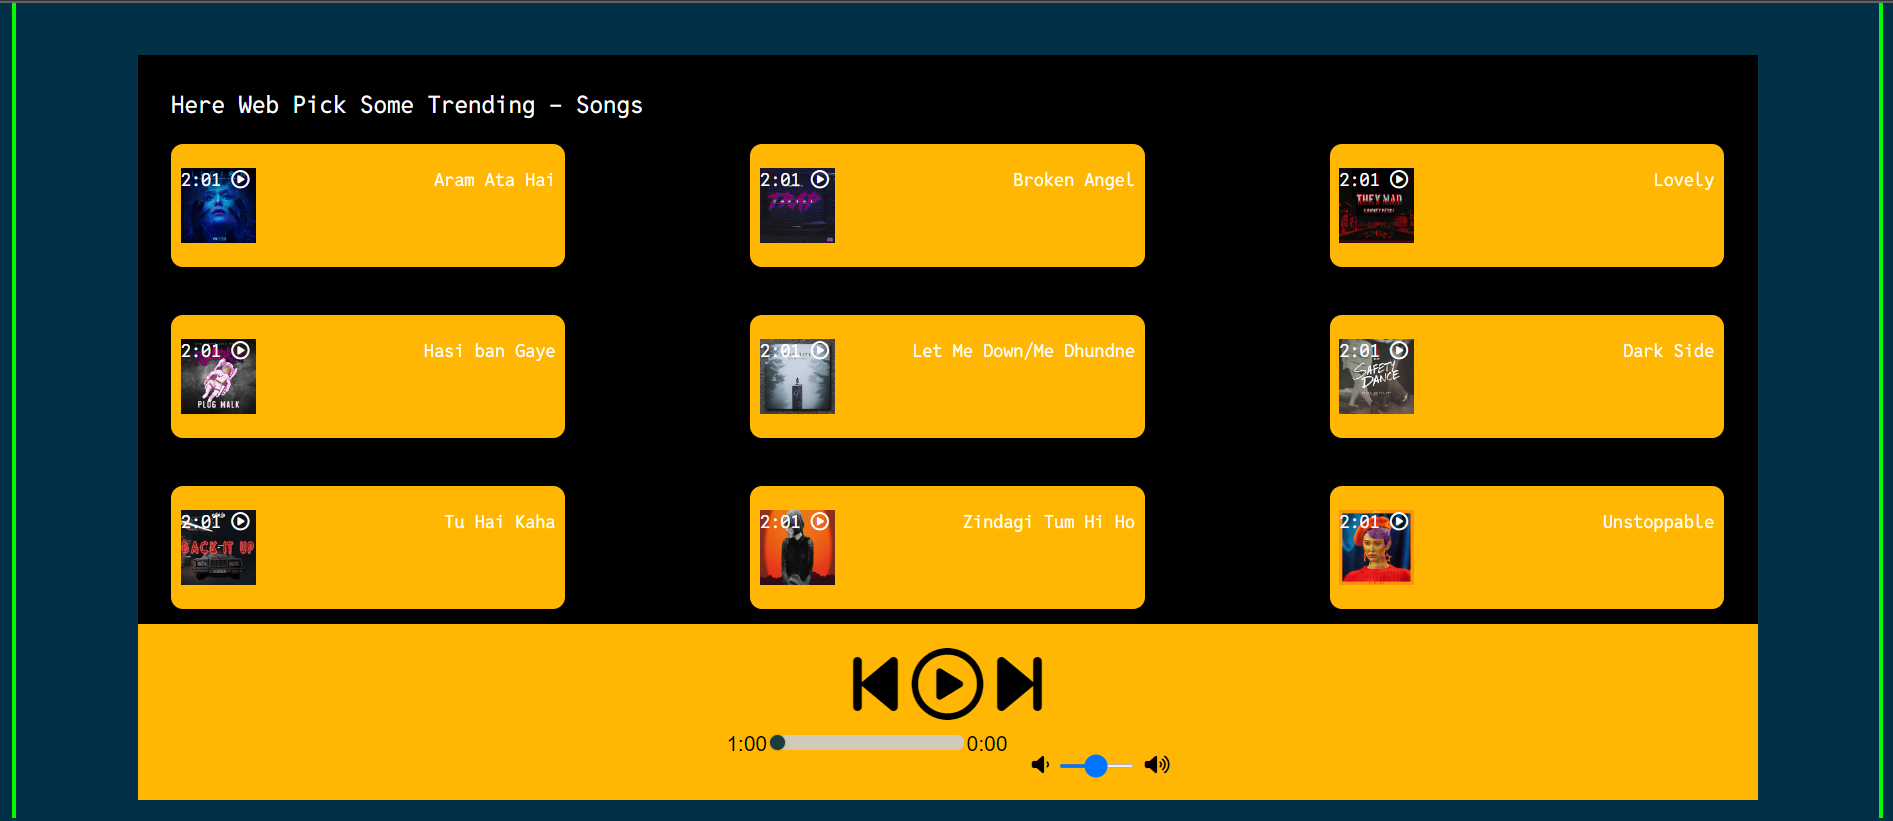 Here Web Pick Some Trending - Songs
2:01 Aram Ata Hai
2:01 Broken Angel
TRAP
2:01 Lovely
THEY MAD
2:01 Hasi ban Gaye
PLUG WALK
2:01 Let Me Down/Me Dhundne
2:01 Dark Side
SAFETY
DANCE
2:01 Tu Hai Kaha
BACK IT UP
2:01 Zindagi Tum Hi Ho
2:01 Unstoppable
1:00 0:00